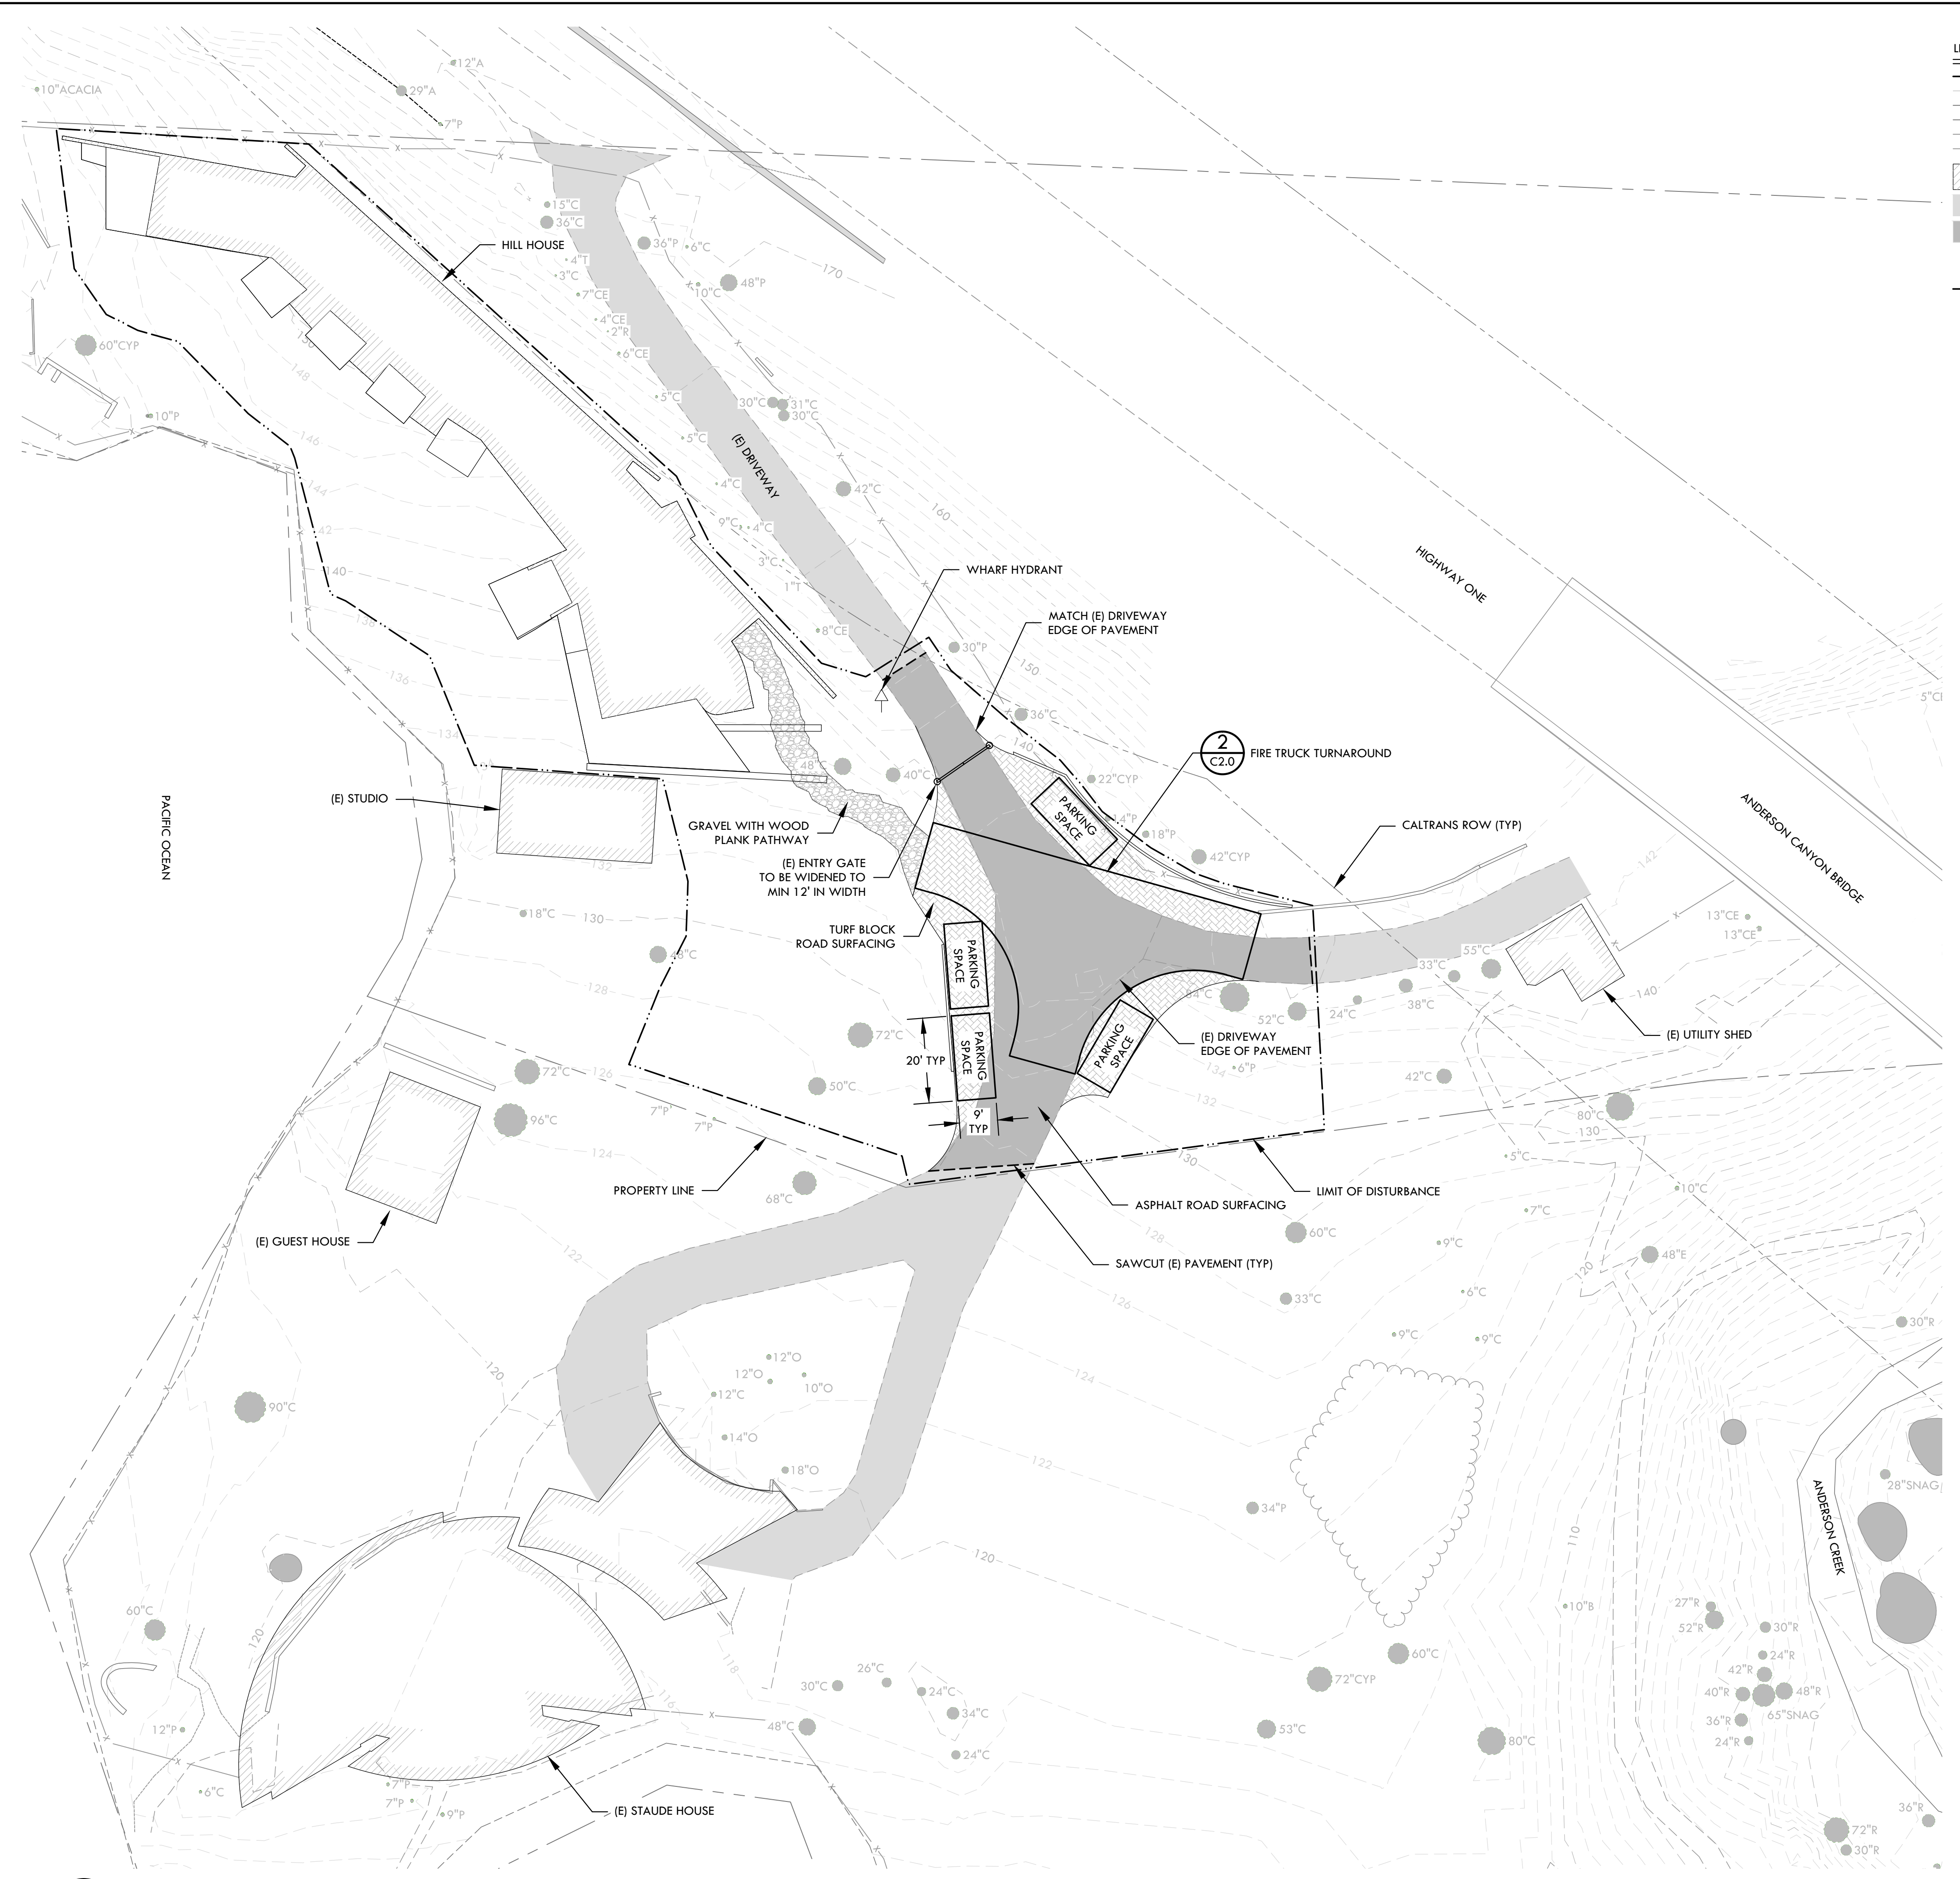 12"A
10"ACACIA
29"A
7"P
15"C
36"C
HILL HOUSE
36"P
6"C
4"T
170
3"C
48"P
7"CE
10"C
4"CE
2"R
60"CYP
6"CE
148
5"C
30"C
31"C
30"C
10"P
146
5"C
(E) DRIVEWAY
144
4"C
42"C
160
9"C
4"C
42
HIGHWAY ONE
3"C
WHARF HYDRANT
140
1"T
138
MATCH (E) DRIVEWAY
EDGE OF PAVEMENT
8"CE
30"P
150
136
36"C
134
140
2
C2.0
FIRE TRUCK TURNAROUND
48"C
40"C
22"CYP
PACIFIC OCEAN
(E) STUDIO
PARKING
SPACE
14"P
ANDERSON CANYON BRIDGE
GRAVEL WITH WOOD
PLANK PATHWAY
18"P
CALTRANS ROW (TYP)
42"CYP
142
132
(E) ENTRY GATE
TO BE WIDENED TO
MIN 12' IN WIDTH
18"C
130
TURF BLOCK
ROAD SURFACING
13"CE
13"CE
48"C
PARKING
SPACE
55"C
33"C
128
84"C
38"C
140
52"C
24"C
72"C
(E) DRIVEWAY
EDGE OF PAVEMENT
(E) UTILITY SHED
20' TYP
PARKING
SPACE
PARKING
SPACE
6"P
134
72"C
126
50"C
42"C
132
7"P
7"P
9'
TYP
80"C
130
96"C
124
130
5"C
PROPERTY LINE
68"C
LIMIT OF DISTURBANCE
10"C
ASPHALT ROAD SURFACING
7"C
(E) GUEST HOUSE
122
128
60"C
9"C
48"E
SAWCUT (E) PAVEMENT (TYP)
120
126
33"C
6"C
30"R
9"C
9"C
120
12"O
12"O
10"O
124
12"C
90"C
14"O
122
18"O
28"SNAG
34"P
110
ANDERSON CREEK
120
60"C
10"B
27"R
52"R
30"R
120
118
60"C
24"R
26"C
72"CYP
42"R
30"C
24"C
40"R
48"R
34"C
65"SNAG
12"P
48"C
53"C
36"R
80"C
24"R
24"C
7"P
6"C
7"P
9"P
(E) STAUDE HOUSE
36"R
72"R
30"R